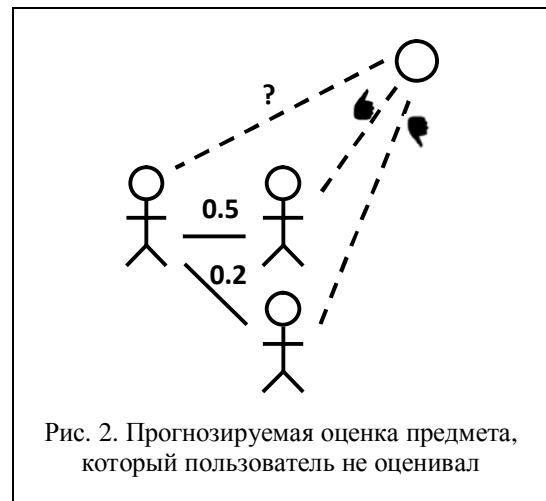 ?
0.5
0.2
Рис. 2. Прогнозируемая оценка предмета,
который пользователь не оценивал